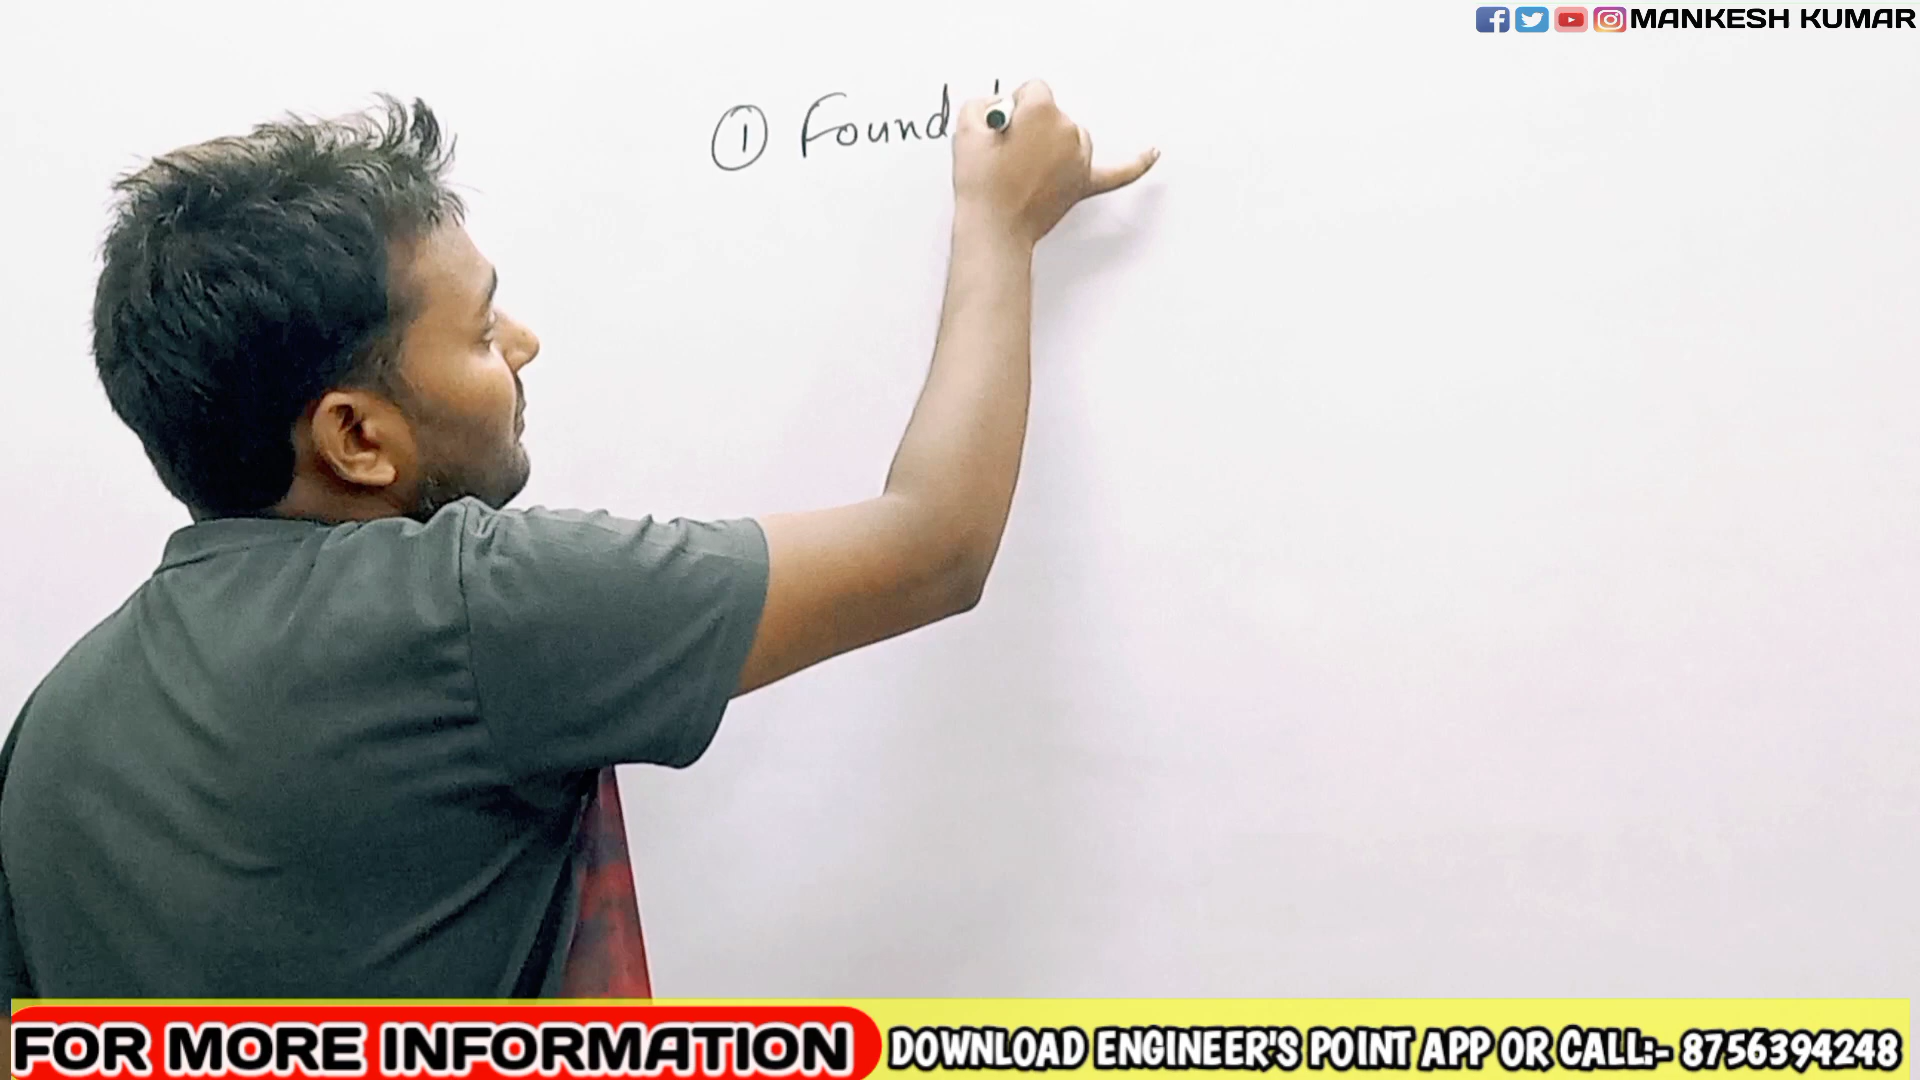 MANKESH KUMAR
① Found
FOR MORE INFORMATION DOWNLOAD ENGINEER'S POINT APP OR CALL:- 8756394248